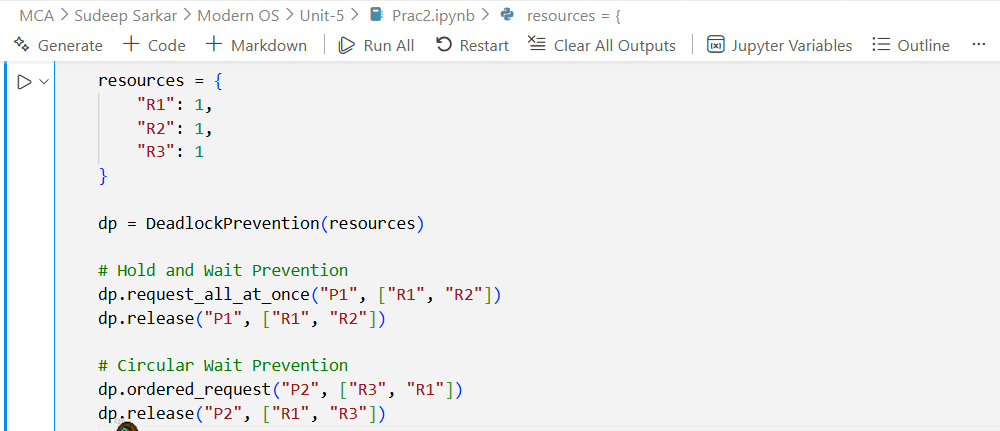 MCA > Sudeep Sarkar > Modern OS > Unit-5 > Prac2.ipynb > resources = {
Generate + Code + Markdown | Run All Restart Clear All Outputs | Jupyter Variables Outline ...
resources = {
    "R1": 1,
    "R2": 1,
    "R3": 1
}
dp = DeadlockPrevention(resources)
# Hold and Wait Prevention
dp.request_all_at_once("P1", ["R1", "R2"])
dp.release("P1", ["R1", "R2"])
# Circular Wait Prevention
dp.ordered_request("P2", ["R3", "R1"])
dp.release("P2", ["R1", "R3"])